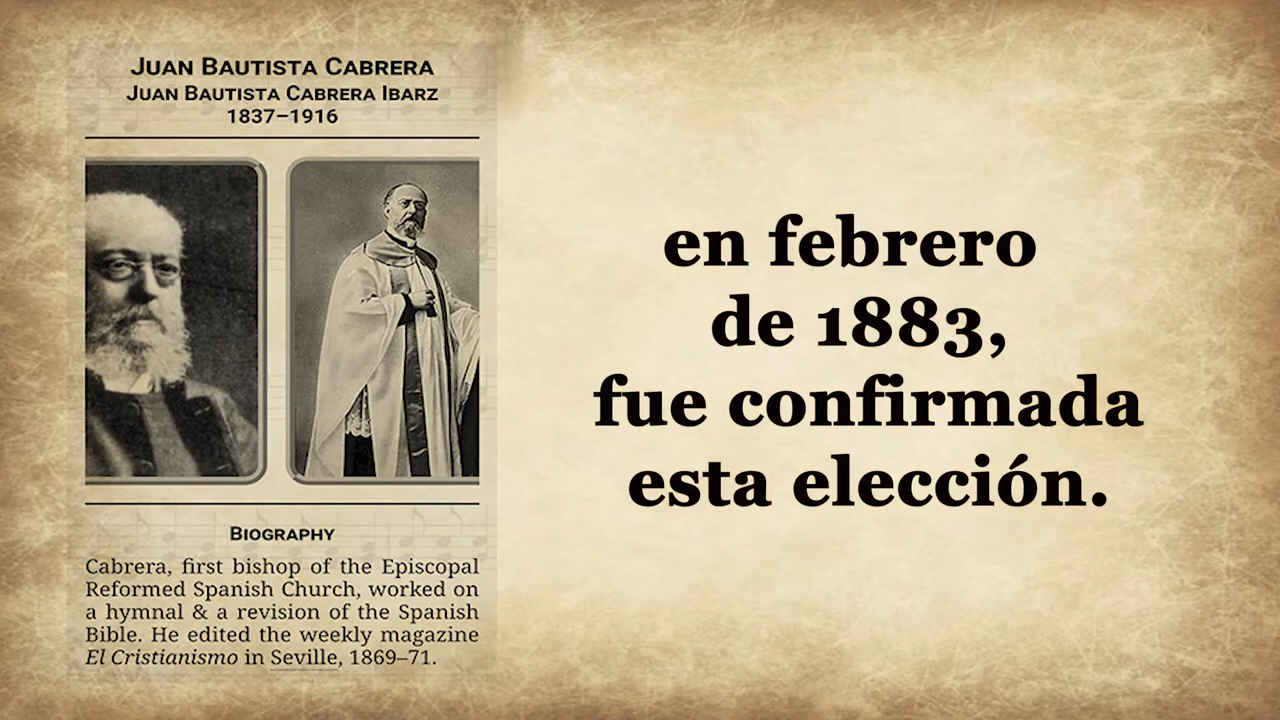 Juan Bautista Cabrera
Juan Bautista Cabrera Ibarz
1837–1916
Biography
Cabrera, first bishop of the Episcopal
Reformed Spanish Church, worked on
a hymnal & a revision of the Spanish
Bible. He edited the weekly magazine
El Cristianismo in Seville, 1869–71.
en febrero
de 1883,
fue confirmada
esta elección.